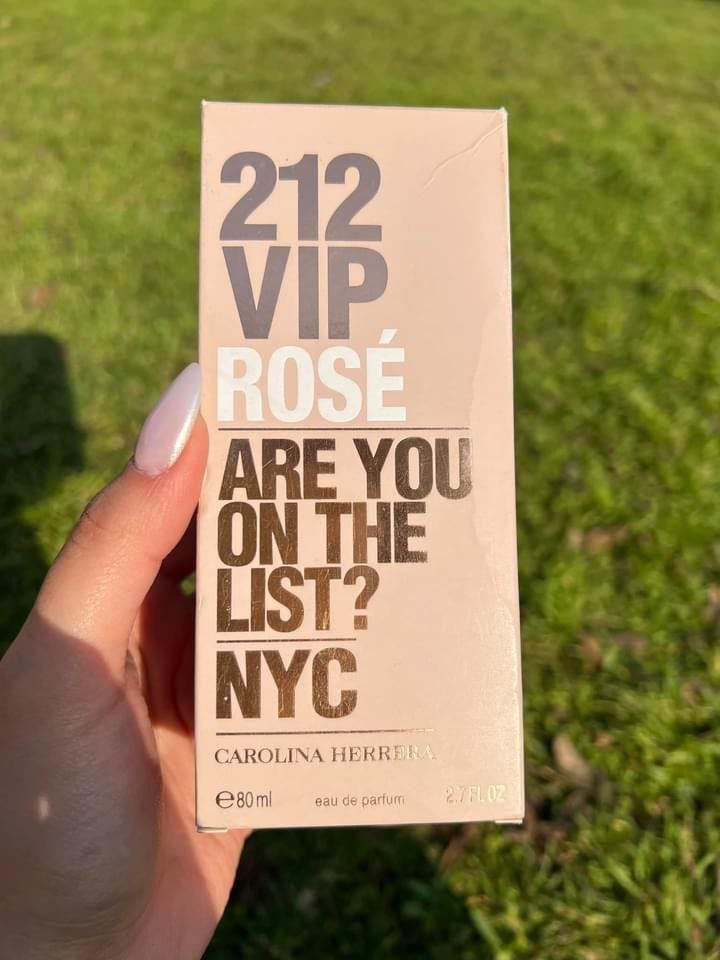 212
VIP
ROSÉ
ARE YOU
ON THE
LIST?
NYC
CAROLINA HERRERA
℮80ml eau de parfum 2.7 FL OZ